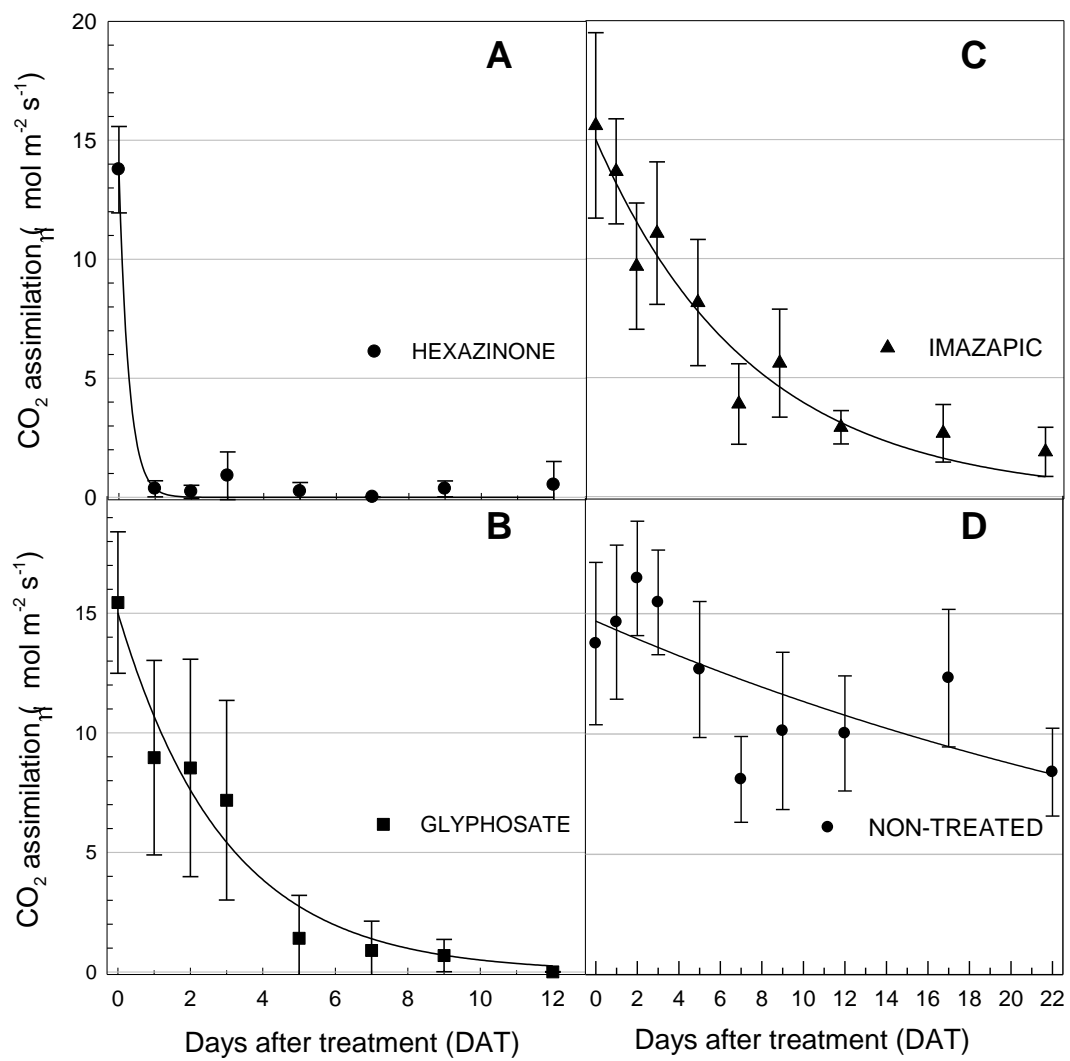 20
15
10
5
0
CO2 assimilation ( mol m-2 s-1)
A
HEXAZINONE
C
IMAZAPIC
15
10
5
0
CO2 assimilation ( mol m-2 s-1)
B
GLYPHOSATE
D
NON-TREATED
0 2 4 6 8 10 12
0 2 4 6 8 10 12 14 16 18 20 22
Days after treatment (DAT)
Days after treatment (DAT)